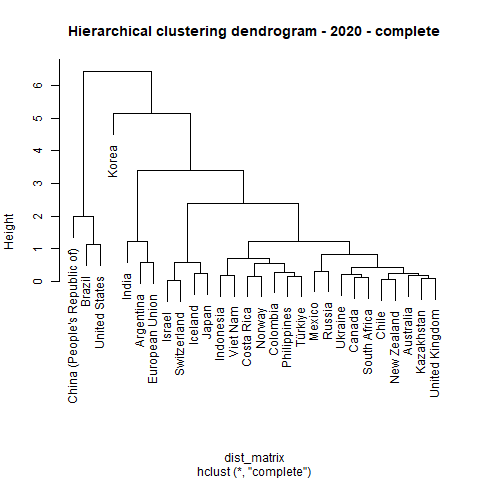 Hierarchical clustering dendrogram - 2020 - complete
Height
6
5
4
3
2
1
0
China (People's Republic of)
Brazil
United States
Korea
India
Argentina
European Union
Israel
Switzerland
Iceland
Japan
Indonesia
Viet Nam
Costa Rica
Norway
Colombia
Philippines
Türkiye
Mexico
Russia
Ukraine
Canada
South Africa
Chile
New Zealand
Australia
Kazakhstan
United Kingdom
dist_matrix
hclust (*, "complete")